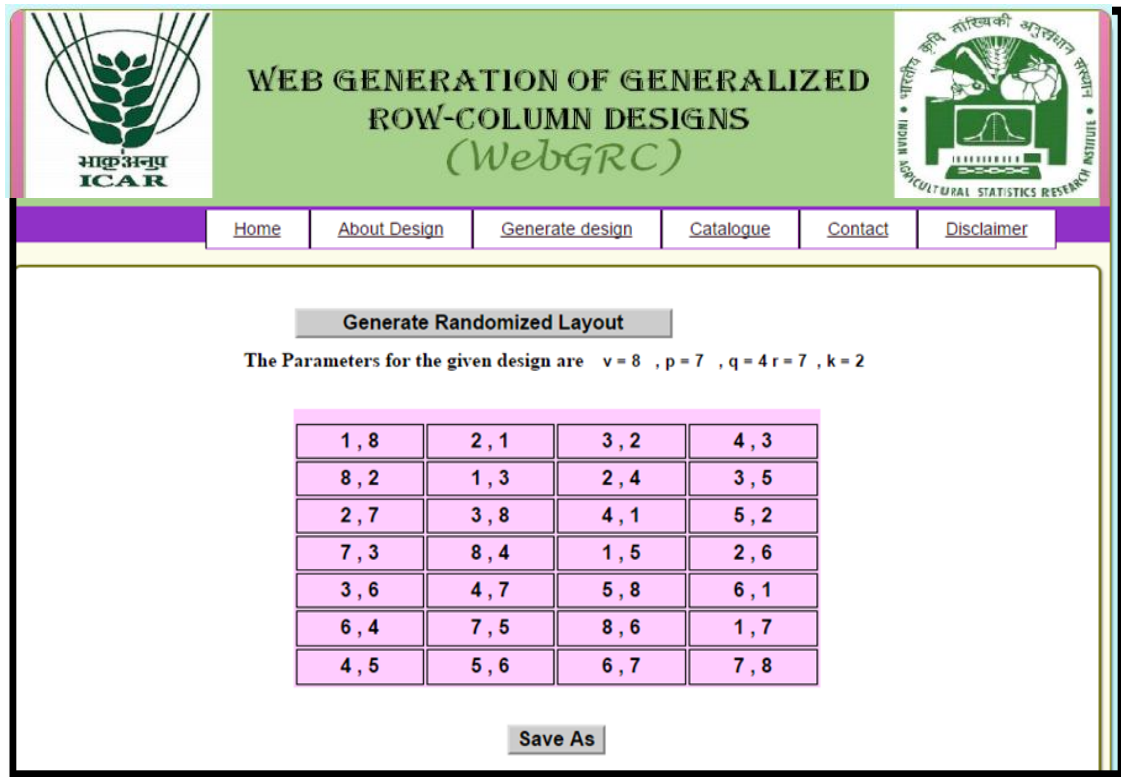 भाकृअनुप
ICAR
WEB GENERATION OF GENERALIZED
ROW-COLUMN DESIGNS
(WebGRC)
भारतीय कृषि सांख्यिकी अनुसंधान संस्थान • INDIAN AGRICULTURAL STATISTICS RESEARCH INSTITUTE •
Home About Design Generate design Catalogue Contact Disclaimer
Generate Randomized Layout
The Parameters for the given design are v = 8 , p = 7 , q = 4 r = 7 , k = 2
1 , 8 2 , 1 3 , 2 4 , 3
8 , 2 1 , 3 2 , 4 3 , 5
2 , 7 3 , 8 4 , 1 5 , 2
7 , 3 8 , 4 1 , 5 2 , 6
3 , 6 4 , 7 5 , 8 6 , 1
6 , 4 7 , 5 8 , 6 1 , 7
4 , 5 5 , 6 6 , 7 7 , 8
Save As